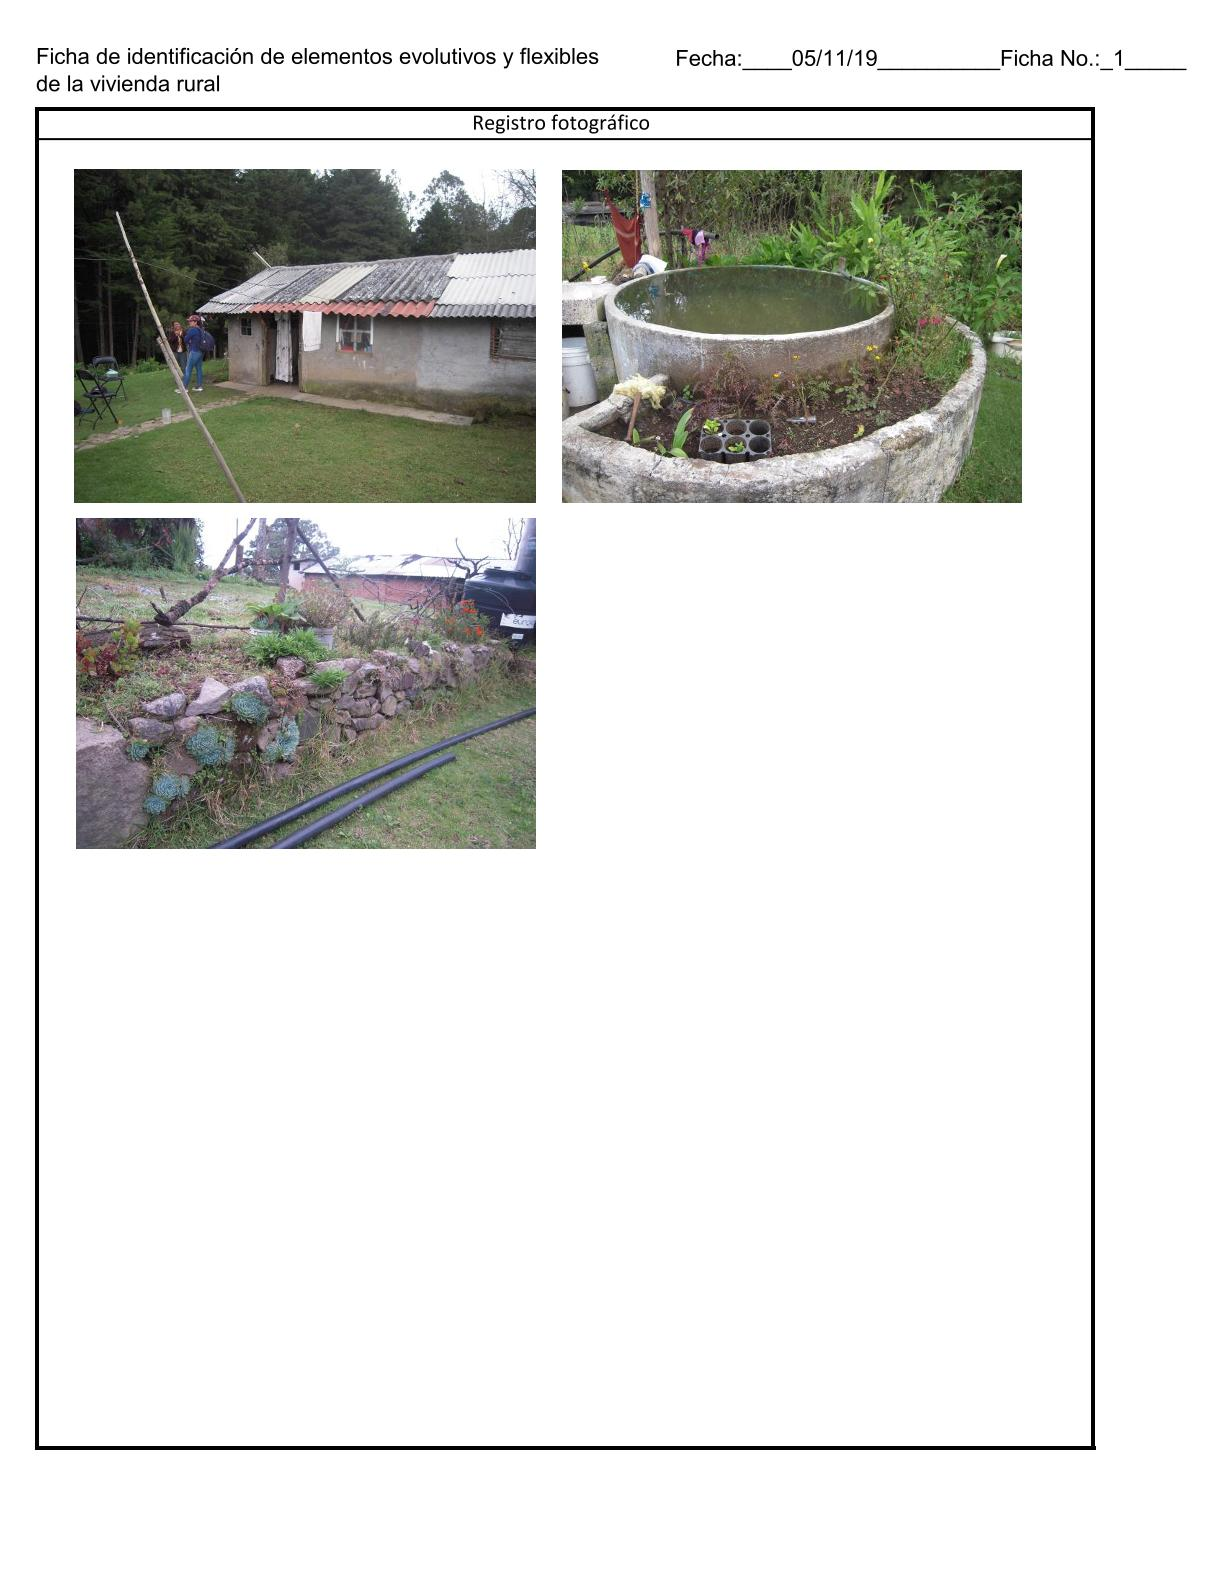 Ficha de identificación de elementos evolutivos y flexibles
de la vivienda rural
Fecha:____05/11/19__________Ficha No.:_1_____
Registro fotográfico